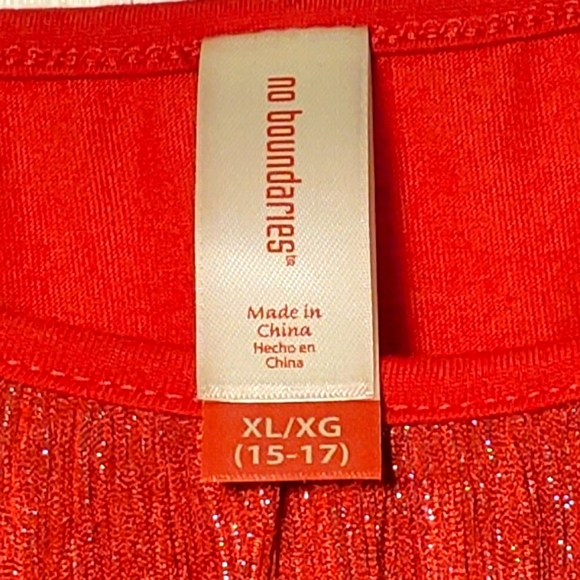 no boundaries
Made in
China
Hecho en
China
XL/XG
(15-17)